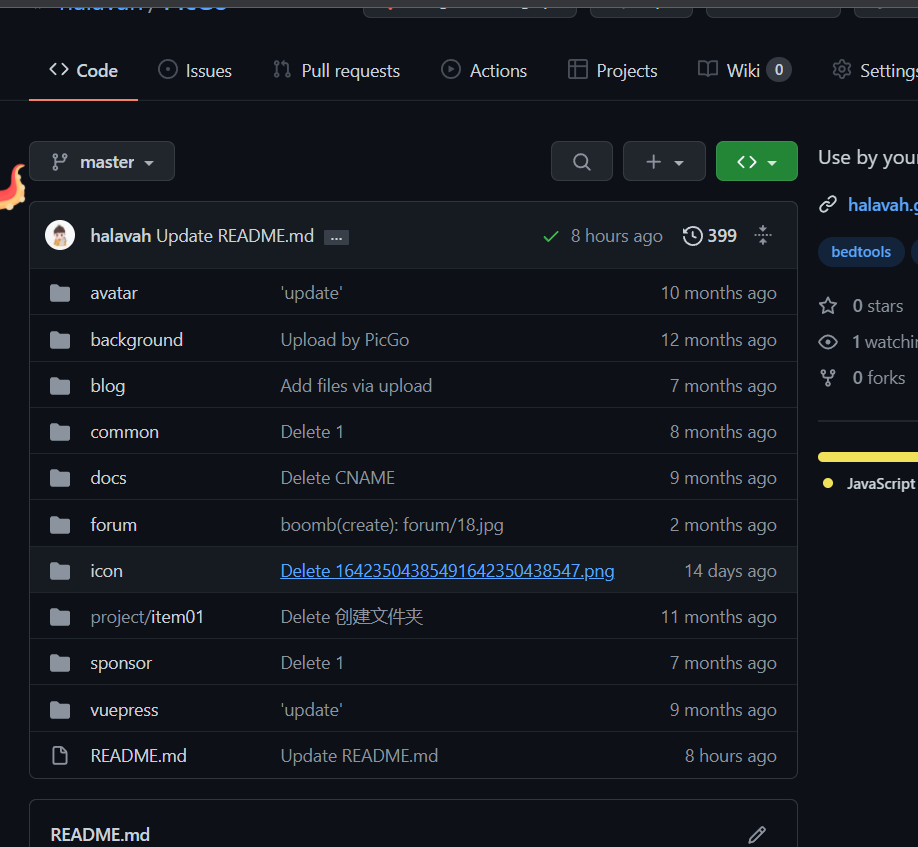 halavah / PicGo
Code
Issues
Pull requests
Actions
Projects
Wiki 0
Settings
master
Use by your
halavah.g
halavah Update README.md ...
8 hours ago
399
bedtools
avatar 'update' 10 months ago
background Upload by PicGo 12 months ago
0 stars
1 watchin
blog Add files via upload 7 months ago
0 forks
common Delete 1 8 months ago
docs Delete CNAME 9 months ago
JavaScript
forum boomb(create): forum/18.jpg 2 months ago
icon Delete 16423504385491642350438547.png 14 days ago
project/item01 Delete 创建文件夹 11 months ago
sponsor Delete 1 7 months ago
vuepress 'update' 9 months ago
README.md Update README.md 8 hours ago
README.md